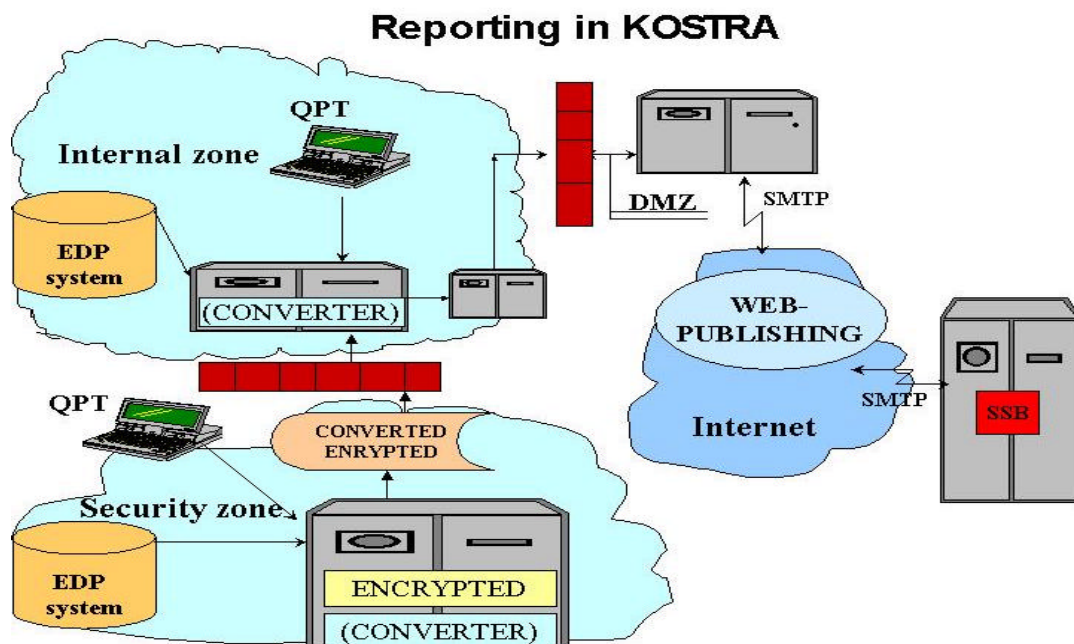 Reporting in KOSTRA
QPT
Internal zone
EDP
system
(CONVERTER)
DMZ
SMTP
WEB-
PUBLISHING
Internet
SMTP
SSB
QPT
CONVERTED
ENRYPTED
Security zone
EDP
system
ENCRYPTED
(CONVERTER)